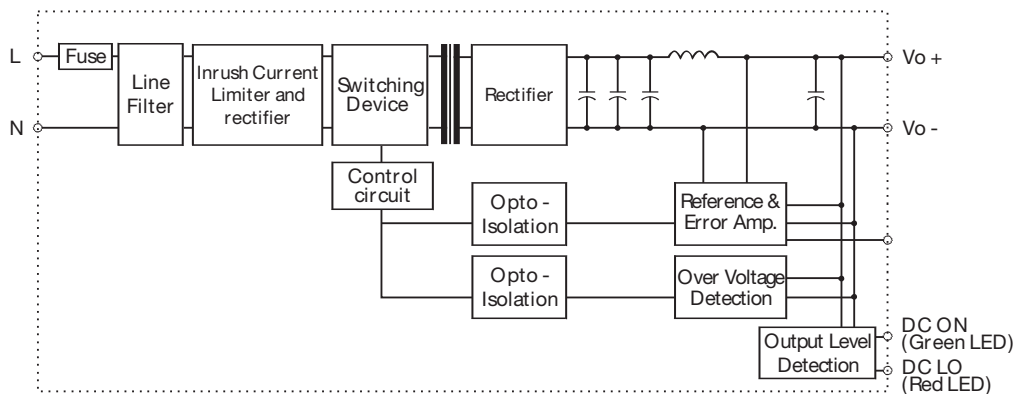 L
Fuse
Line
Filter
Inrush Current
Limiter and
rectifier
Switching
Device
Rectifier
Vo +
N
Vo -
Control
circuit
Opto -
Isolation
Reference &
Error Amp.
Opto -
Isolation
Over Voltage
Detection
Output Level
Detection
DC ON
(Green LED)
DC LO
(Red LED)